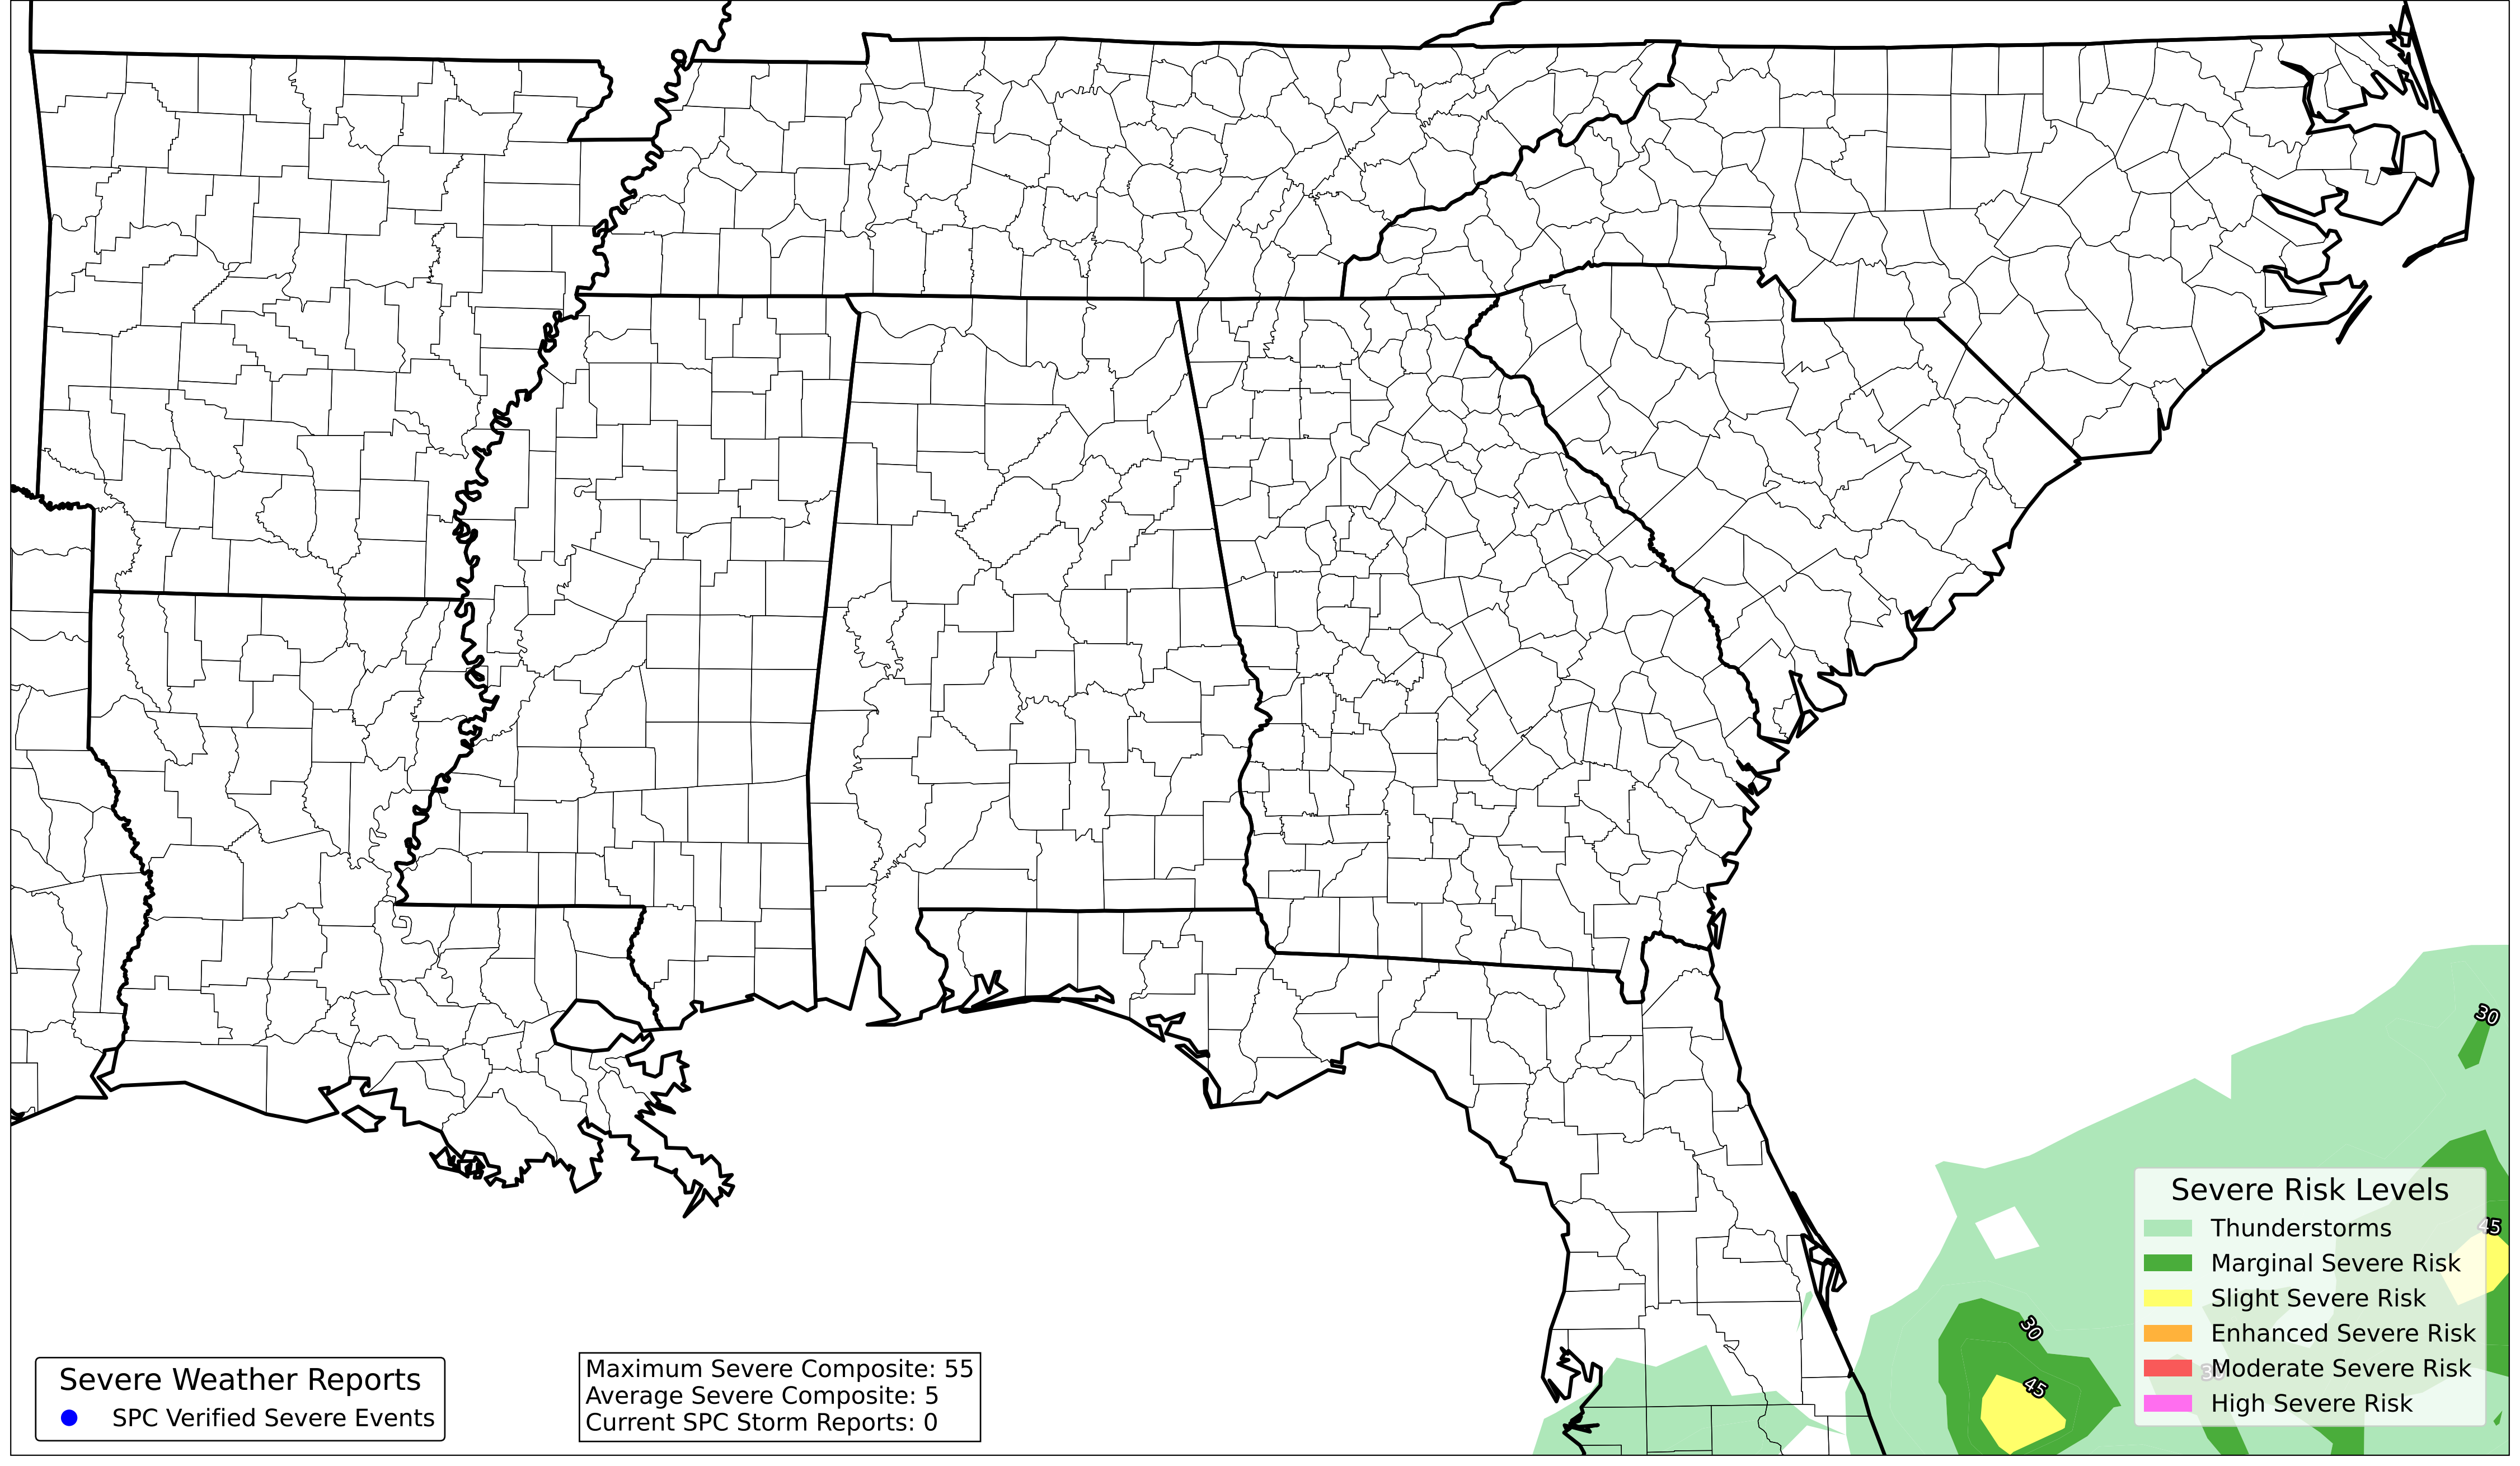 30
45
30
45
Severe Risk Levels
Thunderstorms
Marginal Severe Risk
Slight Severe Risk
Enhanced Severe Risk
Moderate Severe Risk
High Severe Risk
Severe Weather Reports
SPC Verified Severe Events
Maximum Severe Composite: 55
Average Severe Composite: 5
Current SPC Storm Reports: 0